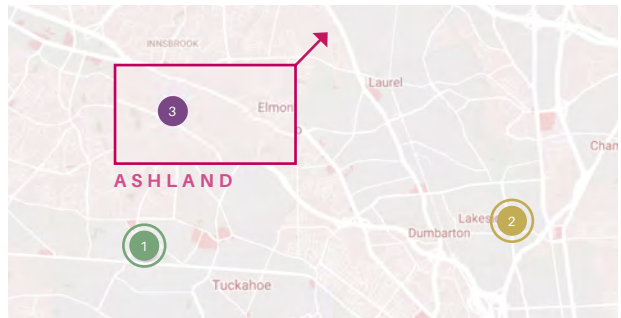 INNSBROOK
Laurel
3
Elmon
ASHLAND
Cham
Lakes
2
Dumbarton
1
Tuckahoe